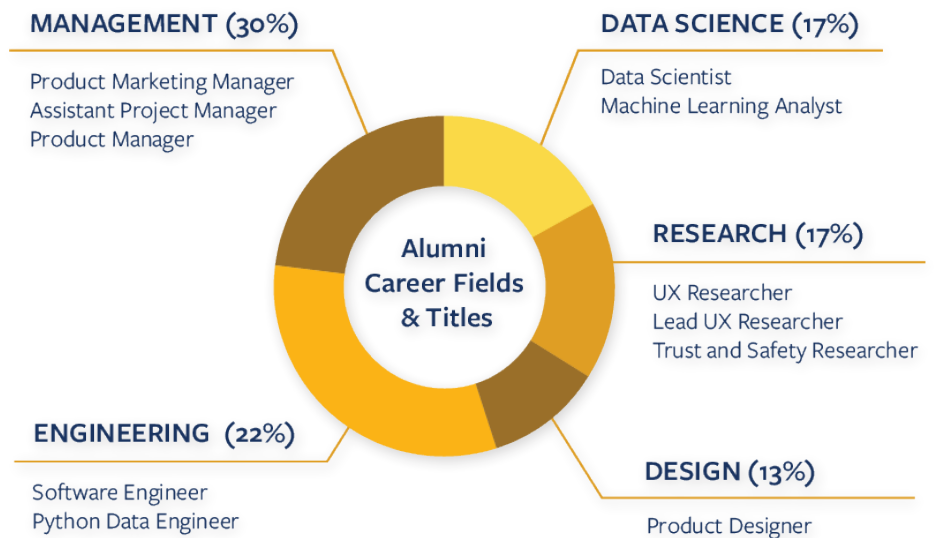 MANAGEMENT (30%)
Product Marketing Manager
Assistant Project Manager
Product Manager
DATA SCIENCE (17%)
Data Scientist
Machine Learning Analyst
Alumni
Career Fields
& Titles
RESEARCH (17%)
UX Researcher
Lead UX Researcher
Trust and Safety Researcher
ENGINEERING (22%)
Software Engineer
Python Data Engineer
DESIGN (13%)
Product Designer